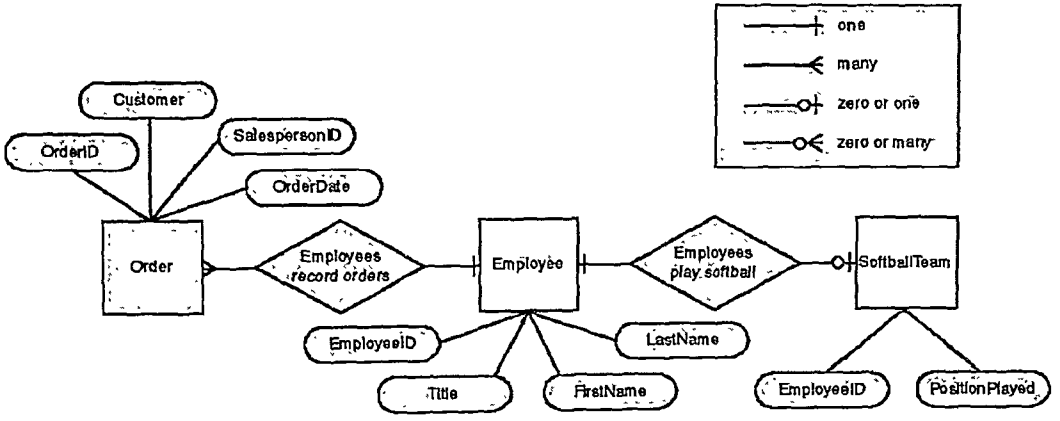 one
many
zero or one
zero or many
Customer
SalespersonID
OrderID
OrderDate
Order
Employees
record orders
Employee
Employees
play softball
SoftballTeam
EmployeeID
LastName
Title
FirstName
EmployeeID
PositionPlayed